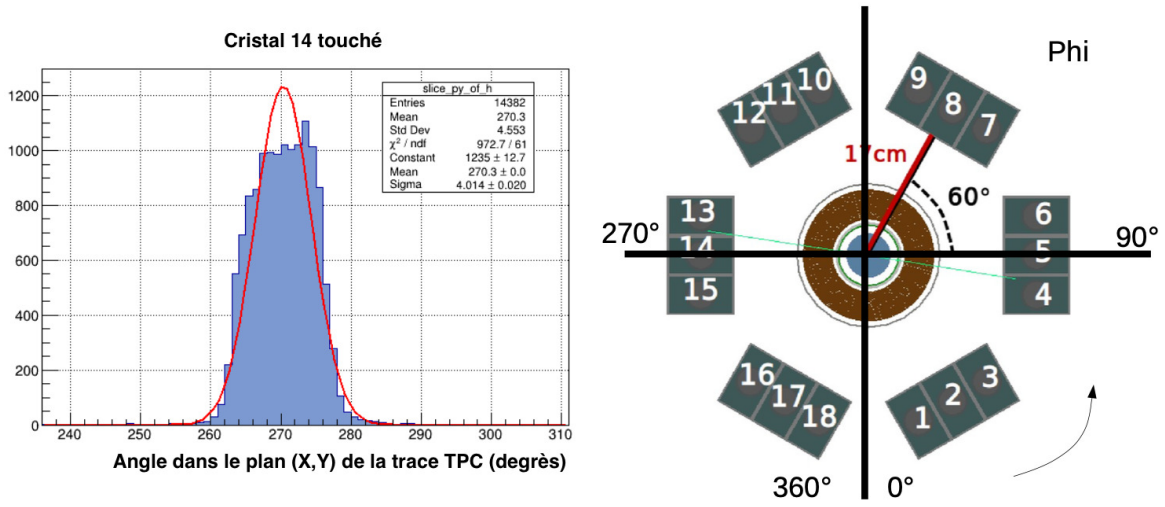 Cristal 14 touché
slice_py_of_h
Entries 14382
Mean 270.3
Std Dev 4.553
χ² / ndf 972.7 / 61
Constant 1235 ± 12.7
Mean 270.3 ± 0.0
Sigma 4.014 ± 0.020
1200
1000
800
600
400
200
0
240 250 260 270 280 290 300 310
Angle dans le plan (X,Y) de la trace TPC (degrès)
Phi
9
8
7
10
11
12
17cm
60°
13
14
15
6
5
4
270°
90°
16
17
18
3
2
1
360° 0°